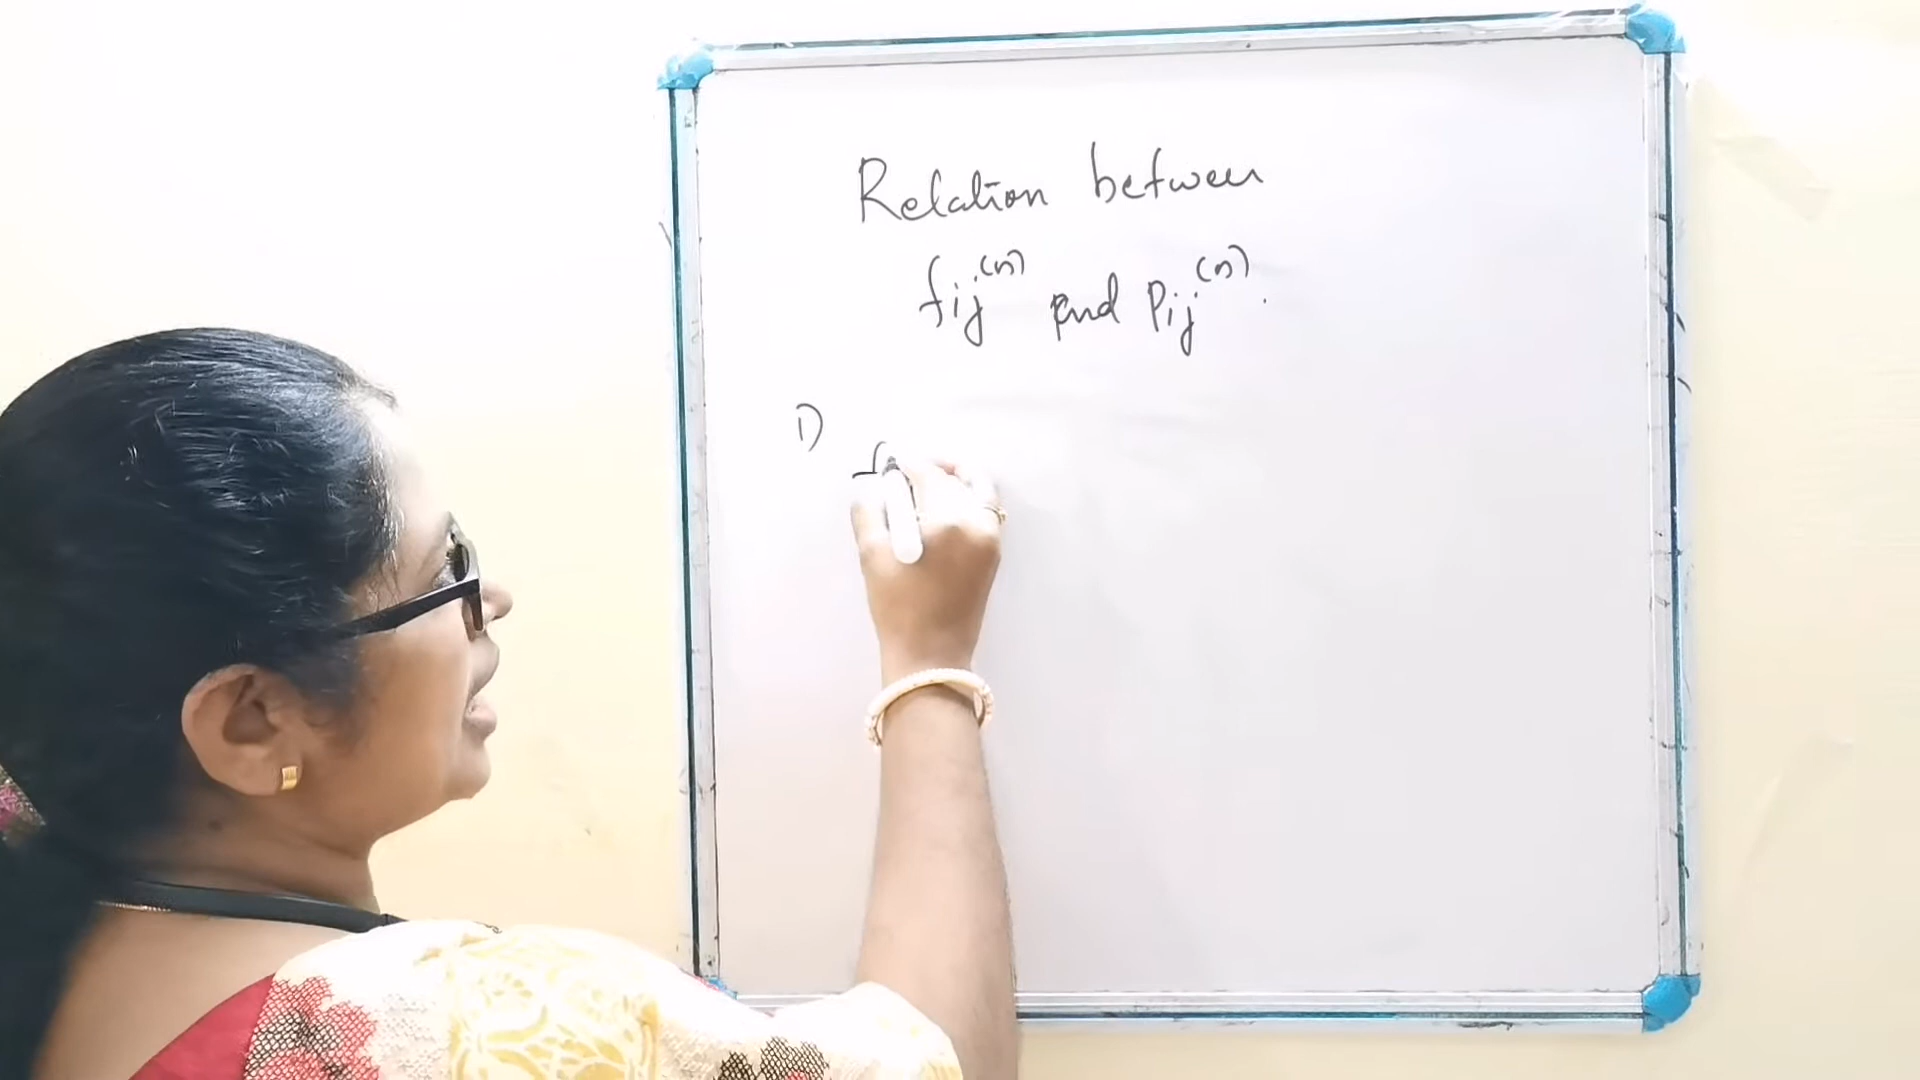 Relation between
fij^(n) and Pij^(n).
1) f